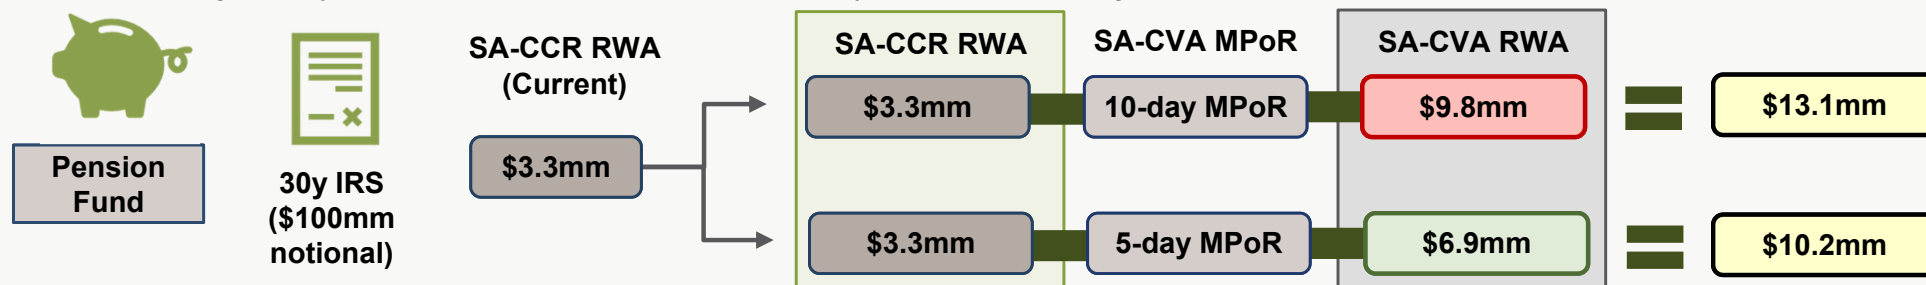 Pension
Fund
30y IRS
($100mm
notional)
SA-CCR RWA
(Current)
$3.3mm
SA-CCR RWA
SA-CVA MPoR
SA-CVA RWA
$3.3mm
10-day MPoR
$9.8mm
$13.1mm
$3.3mm
5-day MPoR
$6.9mm
$10.2mm